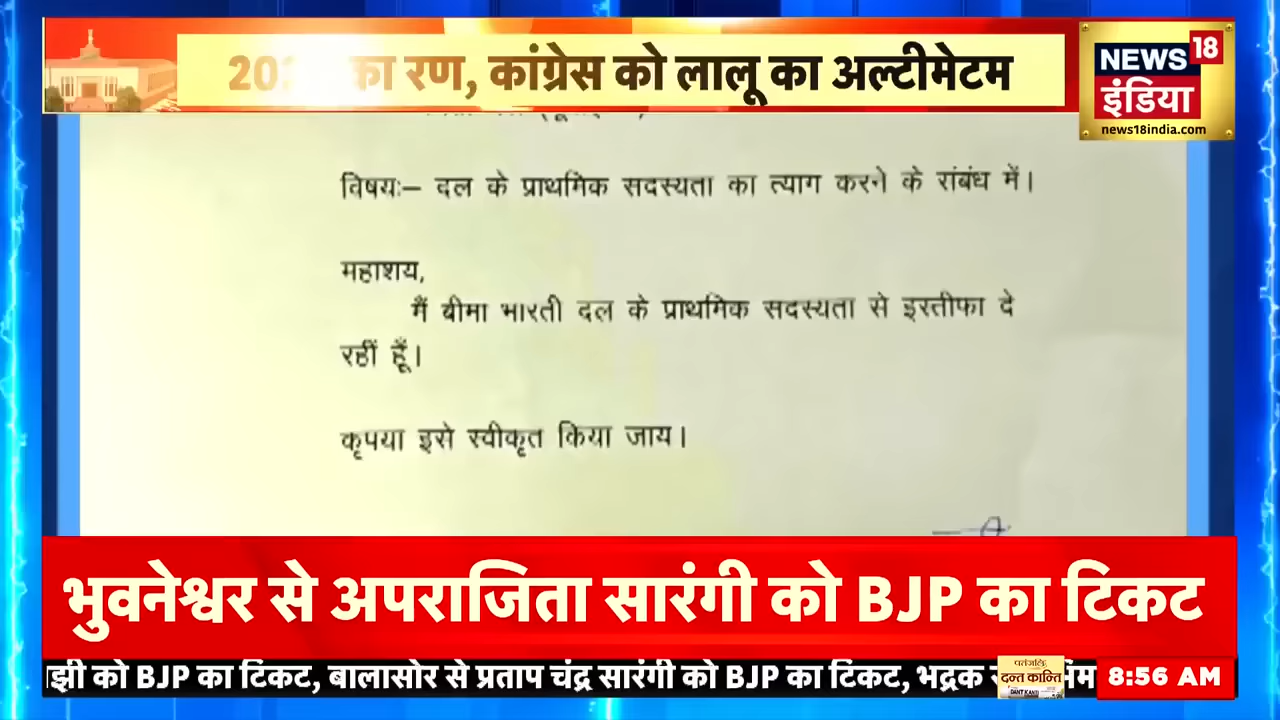 का रण, कांग्रेस को लालू का अल्टीमेटम
NEWS 18
इंडिया
news18india.com
विषयः– दल के प्राथमिक सदस्यता का त्याग करने के संबंध में।
महाशय,
मैं बीमा भारती दल के प्राथमिक सदस्यता से इस्तीफा दे
रहीं हूँ।
कृपया इसे स्वीकृत किया जाय।
भुवनेश्वर से अपराजिता सारंगी को BJP का टिकट
को BJP का टिकट, बालासोर से प्रताप चंद्र सारंगी को BJP का टिकट, भद्रक
पतंजलि
दन्त कान्ति
DANT KANTI
8:56 AM